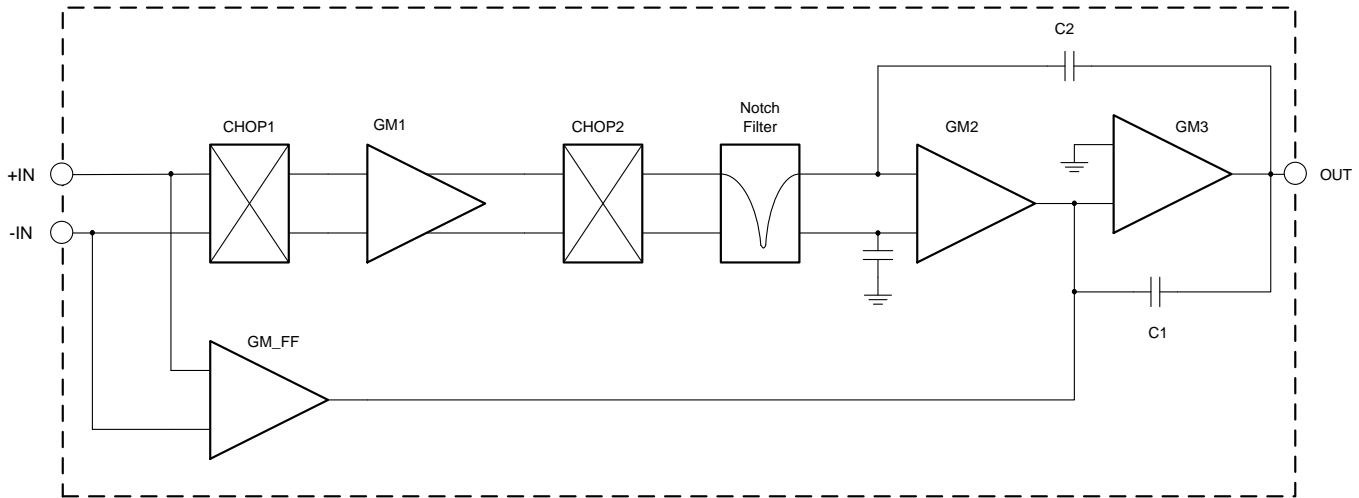 C2
Notch
Filter
CHOP1
GM1
CHOP2
GM2
GM3
+IN
OUT
-IN
C1
GM_FF